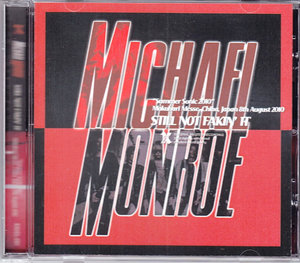 MICHAEL
"Summer Sonic 2010"
Makuhari Messe, Chiba, Japan 8th August 2010
STILL NOT FAKIN' IT
MONROE